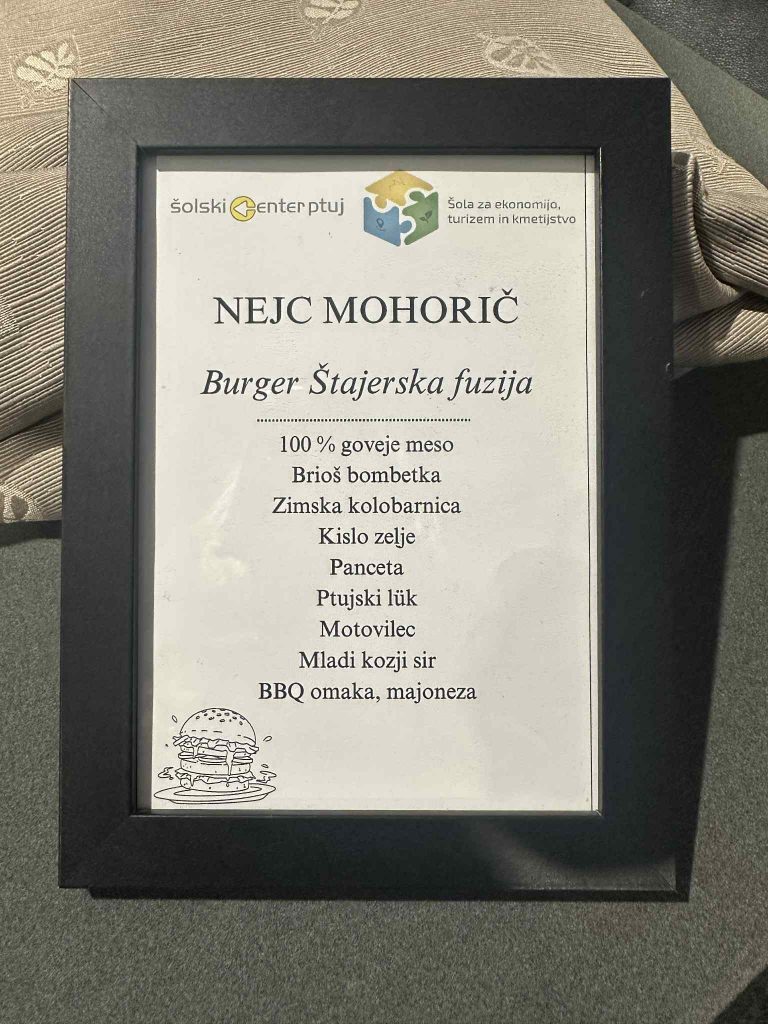 šolski center ptuj
Šola za ekonomijo,
turizem in kmetijstvo
NEJC MOHORIČ
Burger Štajerska fuzija
100 % goveje meso
Brioš bombetka
Zimska kolobarnica
Kislo zelje
Panceta
Ptujski lük
Motovilec
Mladi kozji sir
BBQ omaka, majoneza